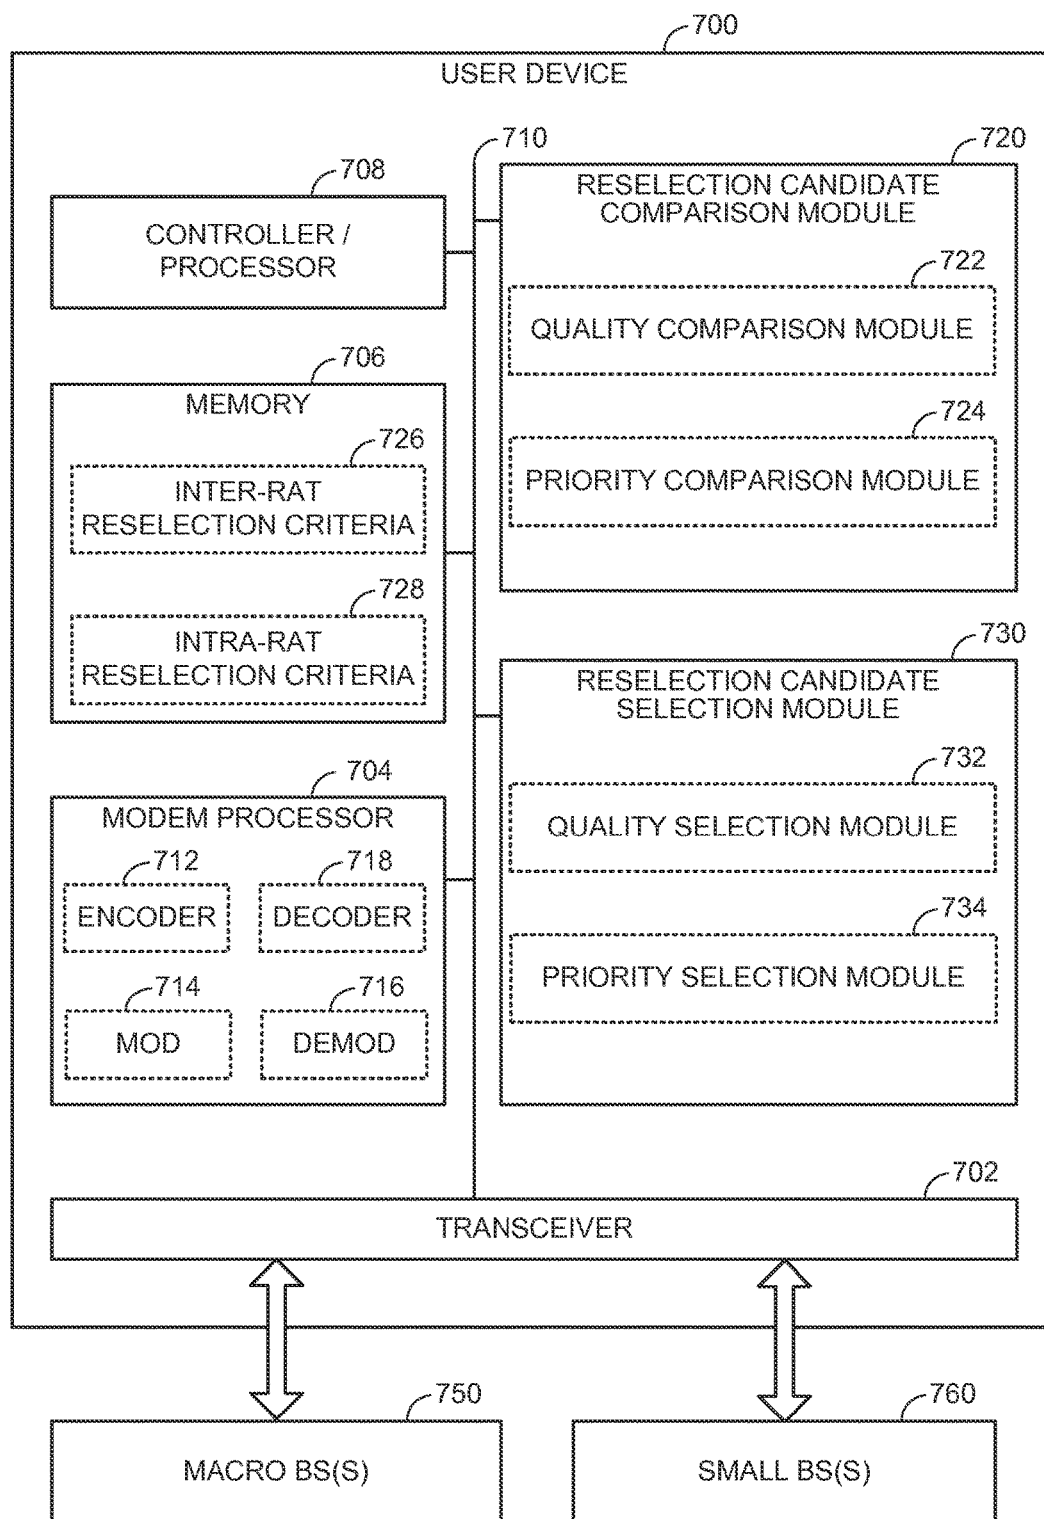 700
USER DEVICE
710
720
708
CONTROLLER /
PROCESSOR
RESELECTION CANDIDATE
COMPARISON MODULE
722
QUALITY COMPARISON MODULE
724
PRIORITY COMPARISON MODULE
706
MEMORY
726
INTER-RAT
RESELECTION CRITERIA
728
INTRA-RAT
RESELECTION CRITERIA
730
RESELECTION CANDIDATE
SELECTION MODULE
732
QUALITY SELECTION MODULE
734
PRIORITY SELECTION MODULE
704
MODEM PROCESSOR
712
718
ENCODER
DECODER
714
716
MOD
DEMOD
702
TRANSCEIVER
750
760
MACRO BS(S)
SMALL BS(S)